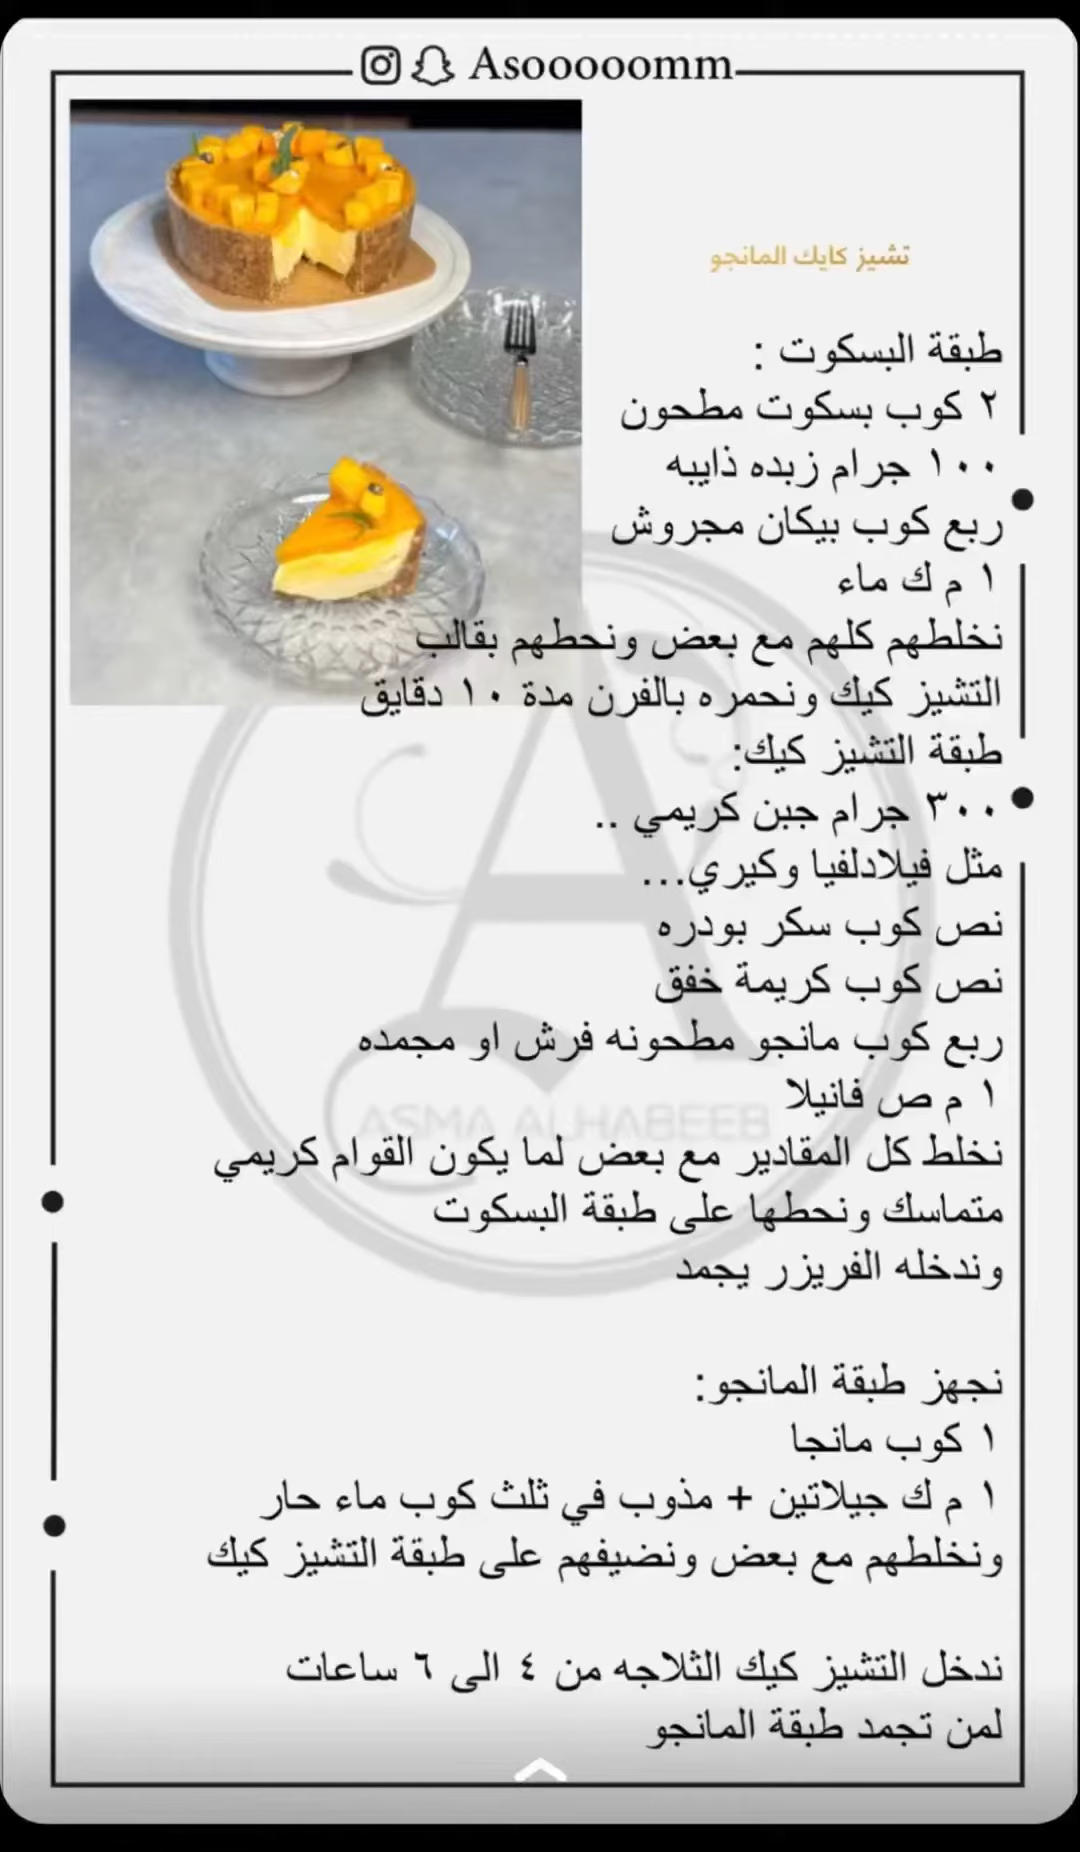 Asooooomm
تشيز كايك المانجو
طبقة البسكوت :
٢ كوب بسكوت مطحون
١٠٠ جرام زبده ذايبه
ربع كوب بيكان مجروش
١ م ك ماء
نخلطهم كلهم مع بعض ونحطهم بقالب
التشيز كيك ونحمره بالفرن مدة ١٠ دقايق
طبقة التشيز كيك:
٣٠٠ جرام جبن كريمي ..
مثل فيلادلفيا وكيري...
نص كوب سكر بودره
نص كوب كريمة خفق
ربع كوب مانجو مطحونه فرش او مجمده
١ م ص فانيلا
ASMA ALHABEEB
نخلط كل المقادير مع بعض لما يكون القوام كريمي
متماسك ونحطها على طبقة البسكوت
وندخله الفريزر يجمد
نجهز طبقة المانجو:
١ كوب مانجا
١ م ك جيلاتين + مذوب في ثلث كوب ماء حار
ونخلطهم مع بعض ونضيفهم على طبقة التشيز كيك
ندخل التشيز كيك الثلاجه من ٤ الى ٦ ساعات
لمن تجمد طبقة المانجو